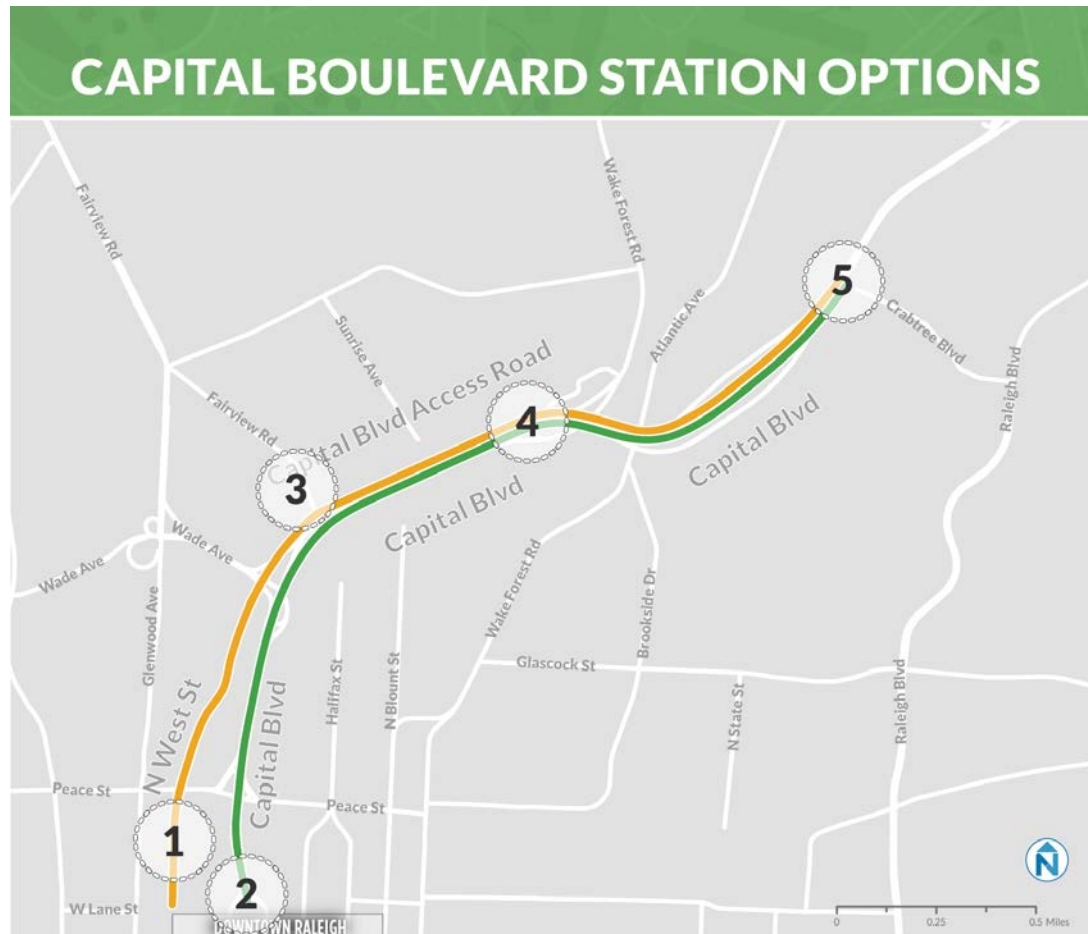 CAPITAL BOULEVARD STATION OPTIONS
Fairview Rd
Wake Forest Rd
5
Crabtree Blvd
Atlantic Ave
Raleigh Blvd
Sunrise Ave
Capital Blvd Access Road
Fairview Rd
4
Capital Blvd
3
Capital Blvd
Wade Ave
Wade Ave
Glenwood Ave
Wake Forest Rd
Brookside Dr
Glascock St
Halifax St
N Blount St
N West St
Capital Blvd
N State St
Raleigh Blvd
Peace St
Peace St
1
2
N
W Lane St
DOWNTOWN RALEIGH
0 0.25 0.5 Miles